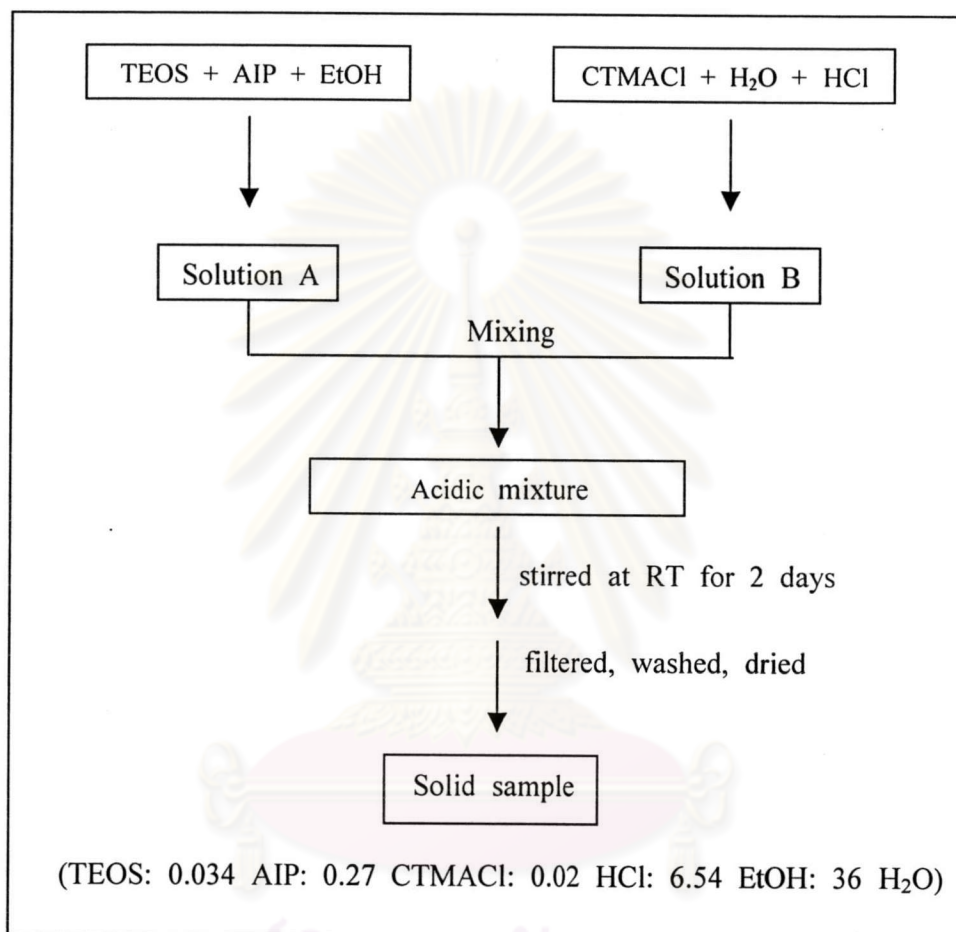 TEOS + AIP + EtOH
CTMACl + H₂O + HCl
Solution A
Solution B
Mixing
Acidic mixture
stirred at RT for 2 days
filtered, washed, dried
Solid sample
(TEOS: 0.034 AIP: 0.27 CTMACl: 0.02 HCl: 6.54 EtOH: 36 H₂O)